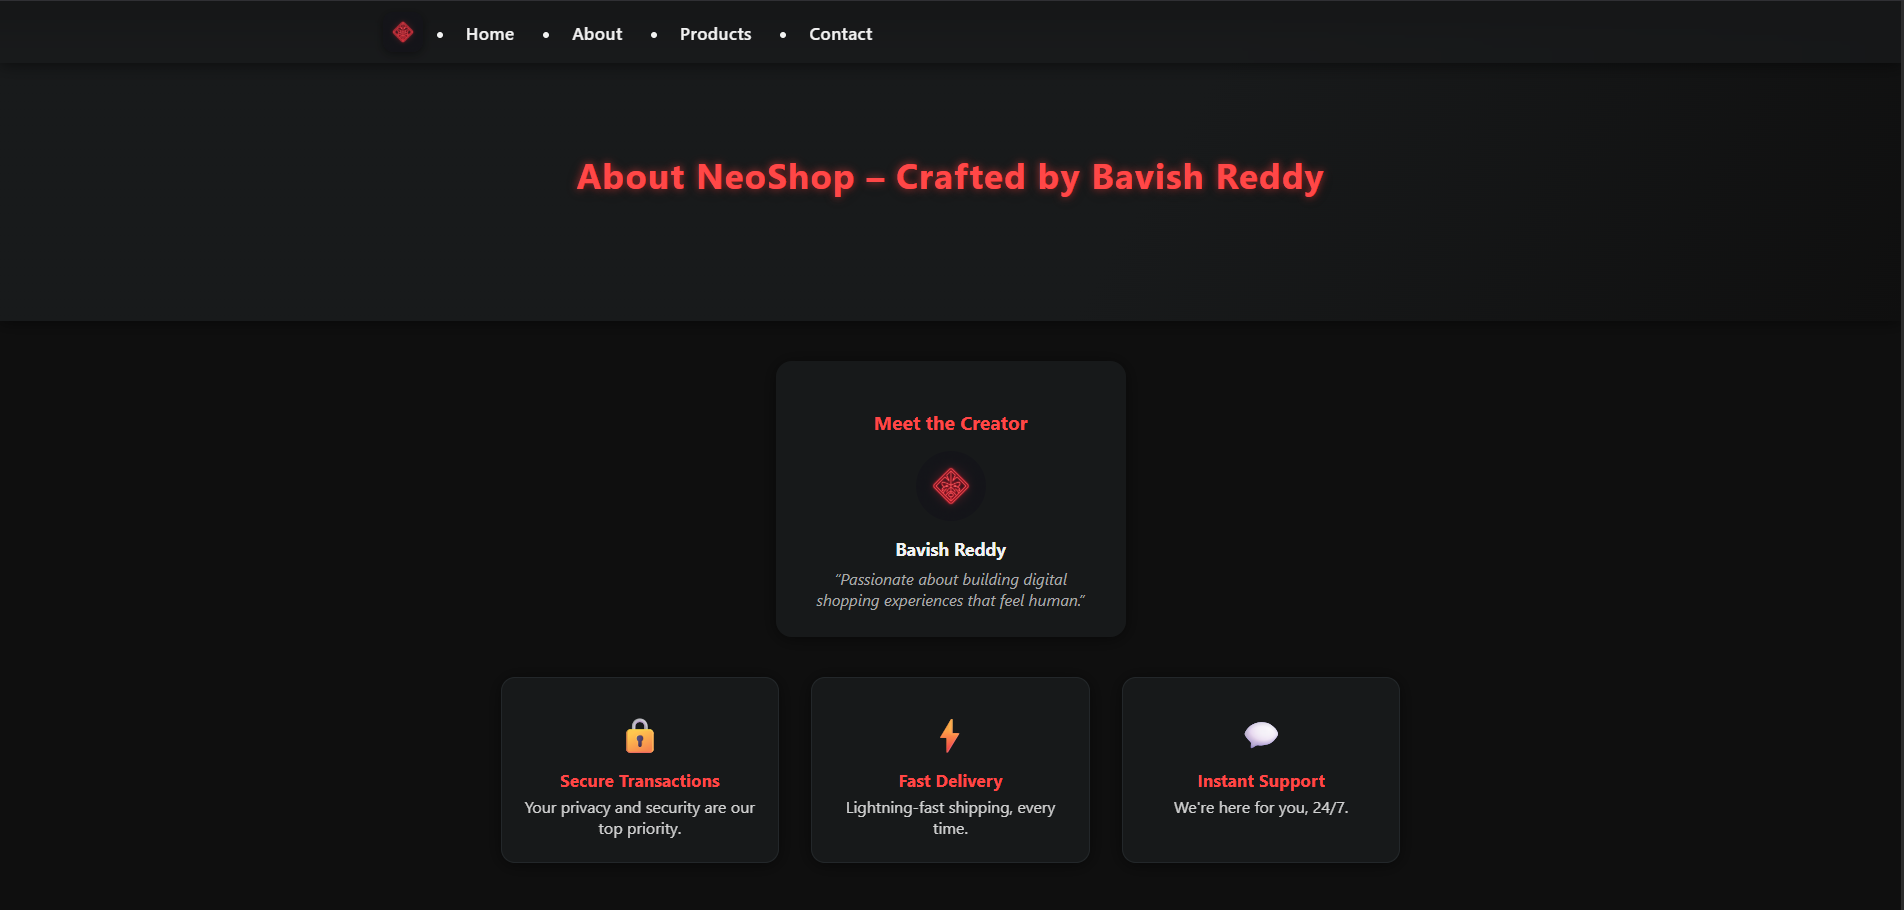 Home
About
Products
Contact
About NeoShop – Crafted by Bavish Reddy
Meet the Creator
Bavish Reddy
“Passionate about building digital
shopping experiences that feel human.”
Secure Transactions
Your privacy and security are our
top priority.
Fast Delivery
Lightning-fast shipping, every
time.
Instant Support
We're here for you, 24/7.